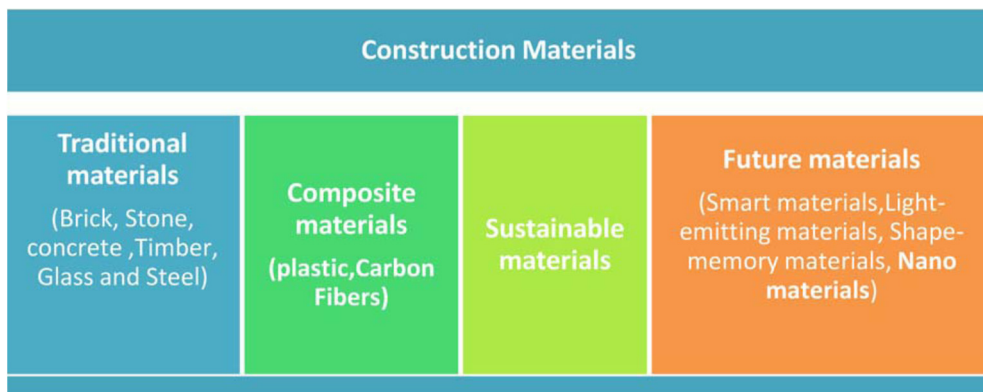 Construction Materials
Traditional
materials
(Brick, Stone,
concrete ,Timber,
Glass and Steel)
Composite
materials
(plastic,Carbon
Fibers)
Sustainable
materials
Future materials
(Smart materials,Light-
emitting materials, Shape-
memory materials, Nano
materials)